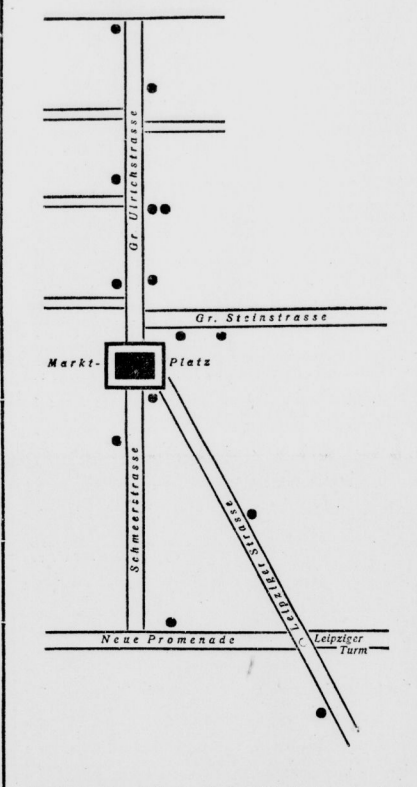 Gr Ulrichstrasse
Gr. Steinstrasse
Markt- Platz
Schmeerstrasse
Leipziger Strasse
Neue Promenade
Leipziger
Turm